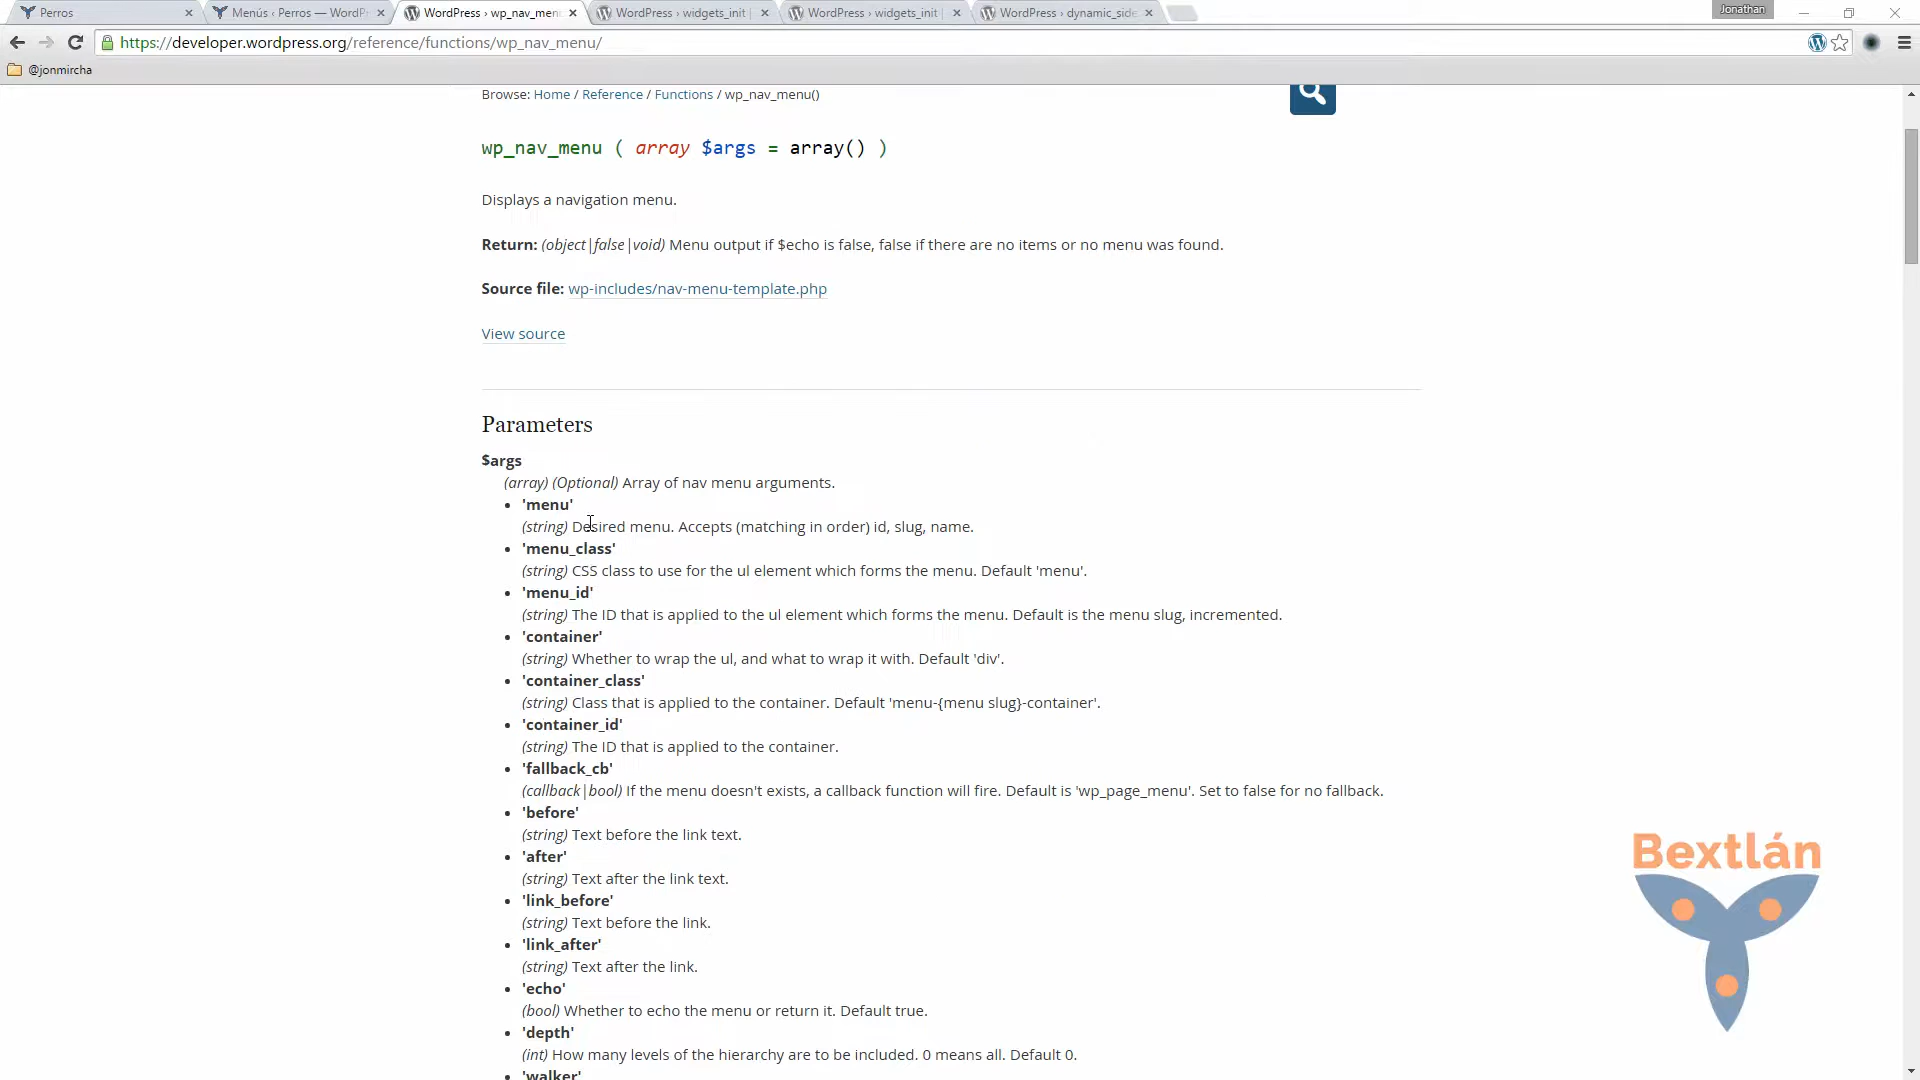 Perros
Menús ‹ Perros — WordP
WordPress › wp_nav_menu
WordPress › widgets_init |
WordPress › widgets_init |
WordPress › dynamic_side
Jonathan
https://developer.wordpress.org/reference/functions/wp_nav_menu/
@jonmircha
Browse: Home / Reference / Functions / wp_nav_menu()
wp_nav_menu ( array $args = array() )
Displays a navigation menu.
Return: (object|false|void) Menu output if $echo is false, false if there are no items or no menu was found.
Source file: wp-includes/nav-menu-template.php
View source
Parameters
$args
(array) (Optional) Array of nav menu arguments.
• 'menu'
(string) Desired menu. Accepts (matching in order) id, slug, name.
• 'menu_class'
(string) CSS class to use for the ul element which forms the menu. Default 'menu'.
• 'menu_id'
(string) The ID that is applied to the ul element which forms the menu. Default is the menu slug, incremented.
• 'container'
(string) Whether to wrap the ul, and what to wrap it with. Default 'div'.
• 'container_class'
(string) Class that is applied to the container. Default 'menu-{menu slug}-container'.
• 'container_id'
(string) The ID that is applied to the container.
• 'fallback_cb'
(callback|bool) If the menu doesn't exists, a callback function will fire. Default is 'wp_page_menu'. Set to false for no fallback.
• 'before'
(string) Text before the link text.
• 'after'
(string) Text after the link text.
• 'link_before'
(string) Text before the link.
• 'link_after'
(string) Text after the link.
• 'echo'
(bool) Whether to echo the menu or return it. Default true.
• 'depth'
(int) How many levels of the hierarchy are to be included. 0 means all. Default 0.
• 'walker'
Bextlán